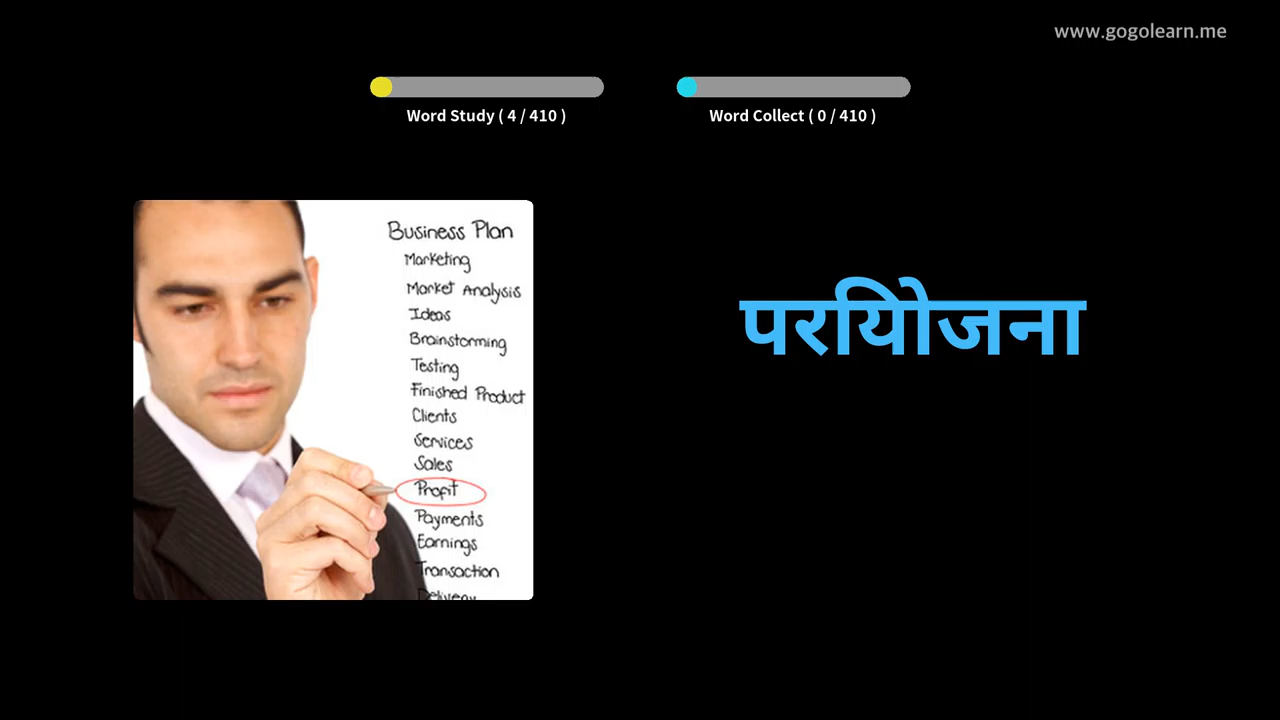 www.gogolearn.me
Word Study ( 4 / 410 )
Word Collect ( 0 / 410 )
Business Plan
Marketing
Market Analysis
Ideas
Brainstorming
Testing
Finished Product
Clients
Services
Sales
Profit
Payments
Earnings
Transaction
Delivery
परियोजना